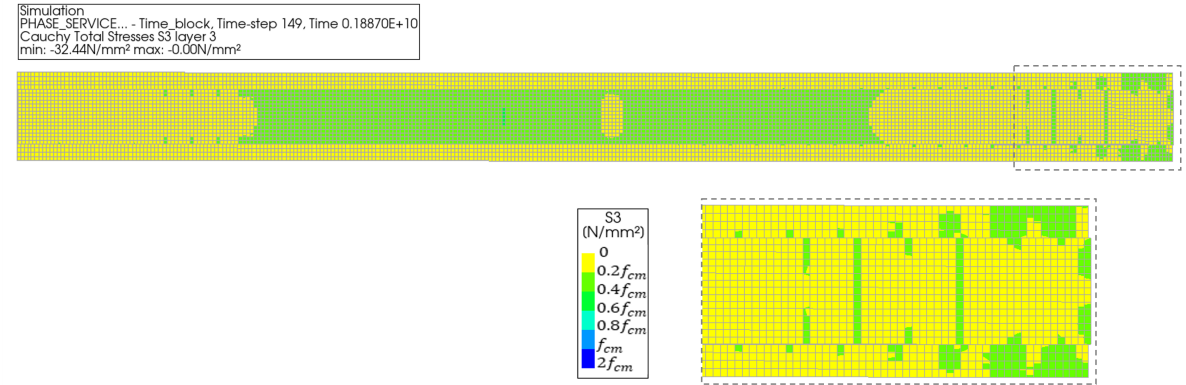 Simulation
PHASE_SERVICE... - Time_block, Time-step 149, Time 0.18870E+10
Cauchy Total Stresses S3 layer 3
min: -32.44N/mm² max: -0.00N/mm²
S3
(N/mm²)
0
0.2f_cm
0.4f_cm
0.6f_cm
0.8f_cm
f_cm
2f_cm